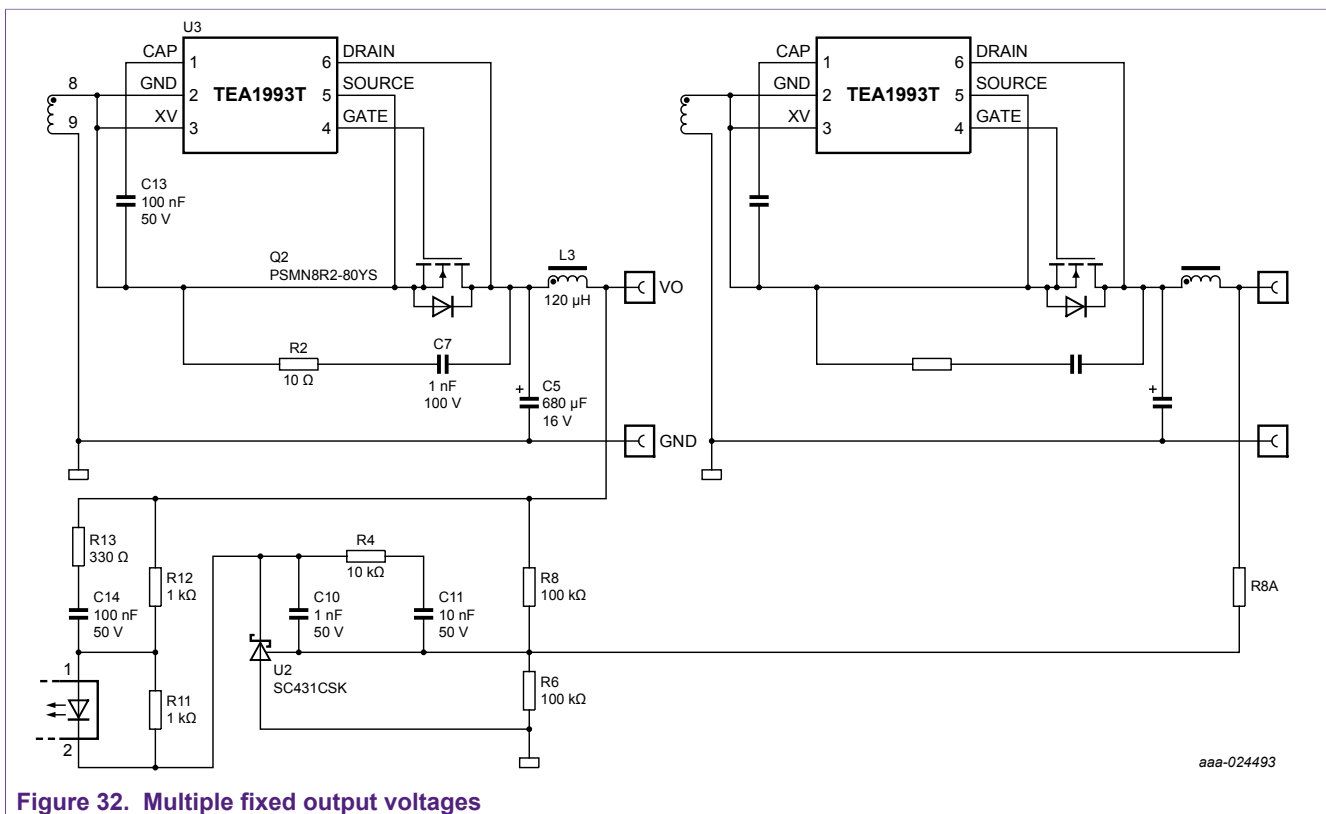 U3
CAP
1
6
DRAIN
8
GND
2
TEA1993T
5
SOURCE
9
XV
3
4
GATE
C13
100 nF
50 V
Q2
PSMN8R2-80YS
L3
120 µH
VO
R2
10 Ω
C7
1 nF
100 V
+
C5
680 µF
16 V
GND
CAP
1
6
DRAIN
GND
2
TEA1993T
5
SOURCE
XV
3
4
GATE
+
R13
330 Ω
R12
1 kΩ
C14
100 nF
50 V
R4
10 kΩ
C10
1 nF
50 V
C11
10 nF
50 V
R8
100 kΩ
R8A
1
2
R11
1 kΩ
U2
SC431CSK
R6
100 kΩ
aaa-024493
Figure 32. Multiple fixed output voltages